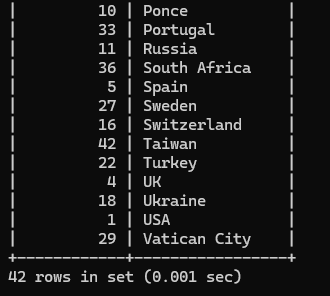 |         10 | Ponce           |
|         33 | Portugal        |
|         11 | Russia          |
|         36 | South Africa    |
|          5 | Spain           |
|         27 | Sweden          |
|         16 | Switzerland     |
|         42 | Taiwan          |
|         22 | Turkey          |
|          4 | UK              |
|         18 | Ukraine         |
|          1 | USA             |
|         29 | Vatican City    |
+------------+-----------------+
42 rows in set (0.001 sec)